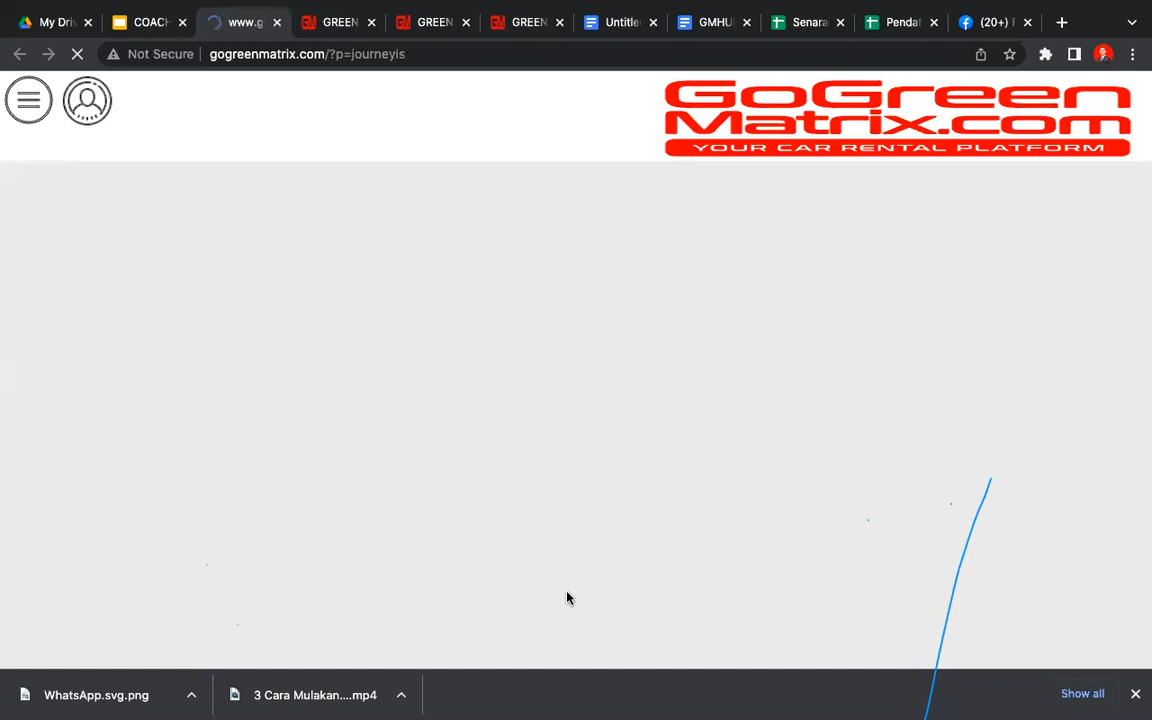 My Driv
COACH
www.g
GREEN
GREEN
GREEN
Untitle
GMHU
Senara
Pendaf
(20+) F
Not Secure
gogreenmatrix.com/?p=journeyis
GoGreen
Matrix.com
YOUR CAR RENTAL PLATFORM
WhatsApp.svg.png
3 Cara Mulakan....mp4
Show all